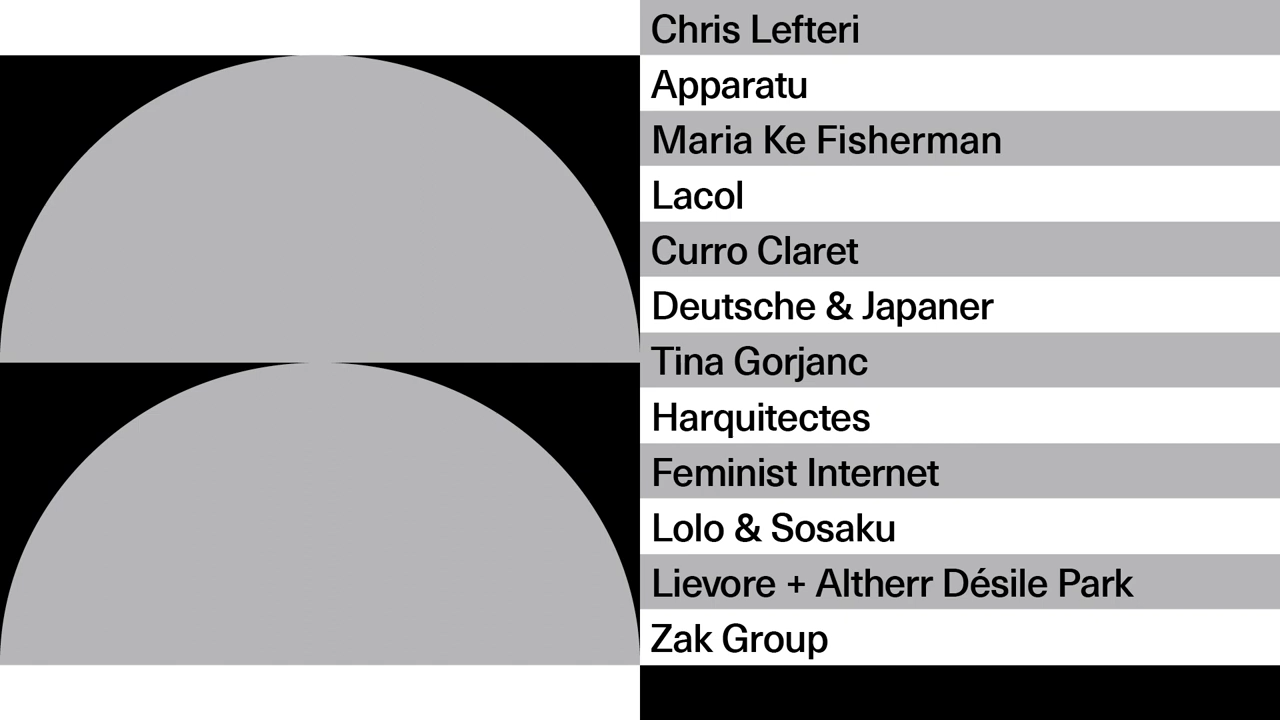 Chris Lefteri
Apparatu
Maria Ke Fisherman
Lacol
Curro Claret
Deutsche & Japaner
Tina Gorjanc
Harquitectes
Feminist Internet
Lolo & Sosaku
Lievore + Altherr Désile Park
Zak Group